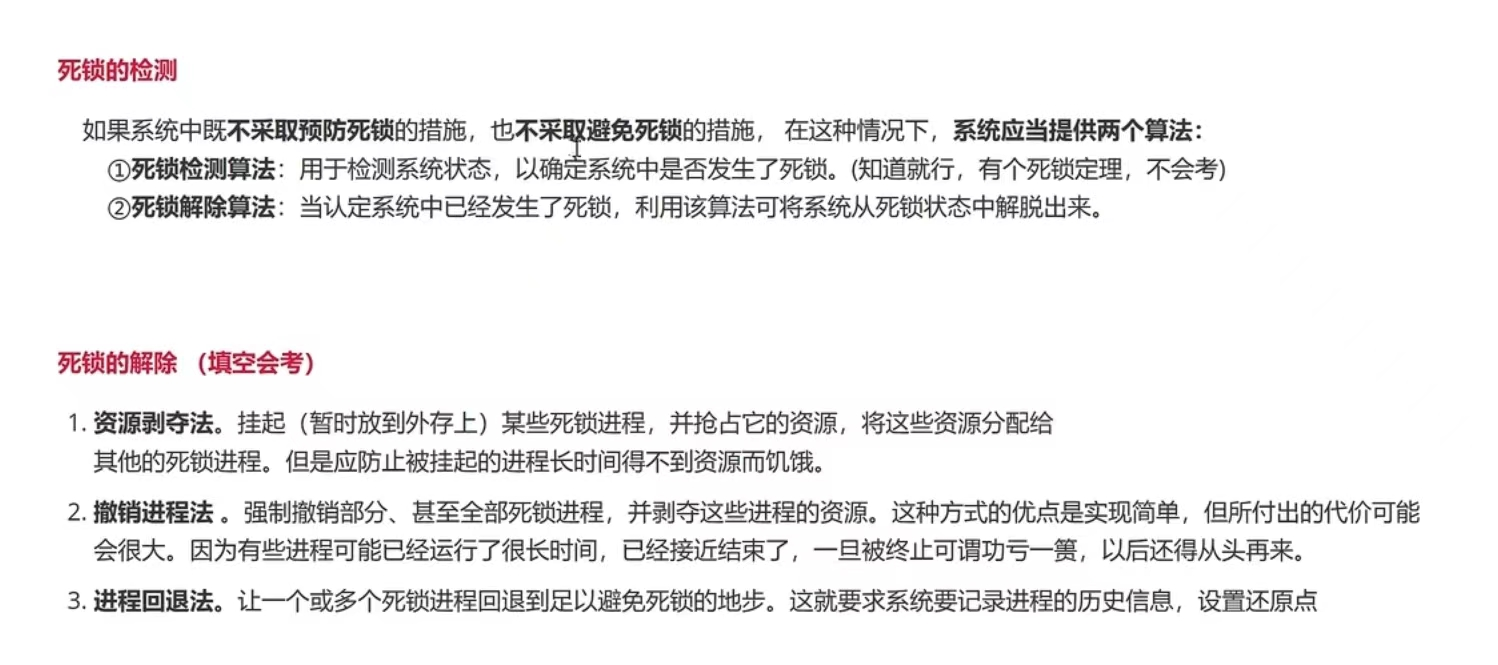 死锁的检测
如果系统中既不采取预防死锁的措施，也不采取避免死锁的措施， 在这种情况下，系统应当提供两个算法：
①死锁检测算法：用于检测系统状态，以确定系统中是否发生了死锁。(知道就行，有个死锁定理，不会考)
②死锁解除算法：当认定系统中已经发生了死锁，利用该算法可将系统从死锁状态中解脱出来。
死锁的解除 （填空会考）
1. 资源剥夺法。挂起（暂时放到外存上）某些死锁进程，并抢占它的资源，将这些资源分配给
其他的死锁进程。但是应防止被挂起的进程长时间得不到资源而饥饿。
2. 撤销进程法 。强制撤销部分、甚至全部死锁进程，并剥夺这些进程的资源。这种方式的优点是实现简单，但所付出的代价可能
会很大。因为有些进程可能已经运行了很长时间，已经接近结束了，一旦被终止可谓功亏一篑，以后还得从头再来。
3. 进程回退法。让一个或多个死锁进程回退到足以避免死锁的地步。这就要求系统要记录进程的历史信息，设置还原点